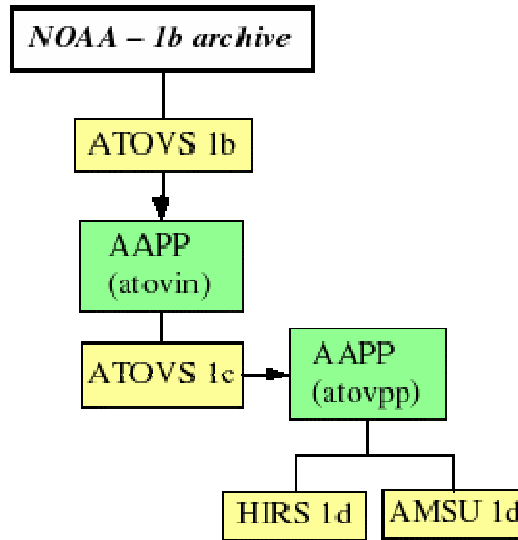 NOAA – 1b archive
ATOVS 1b
AAPP
(atovin)
ATOVS 1c
AAPP
(atovpp)
HIRS 1d
AMSU 1d